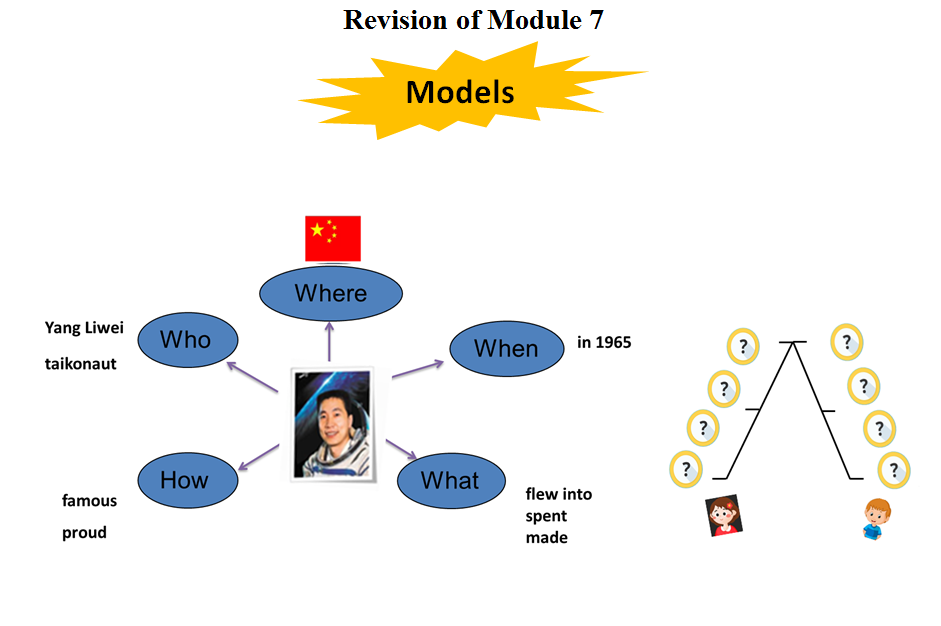 Revision of Module 7
Models
Where
Yang Liwei
taikonaut
Who
When
in 1965
How
famous
proud
What
flew into
spent
made
?
?
?
?
?
?
?
?